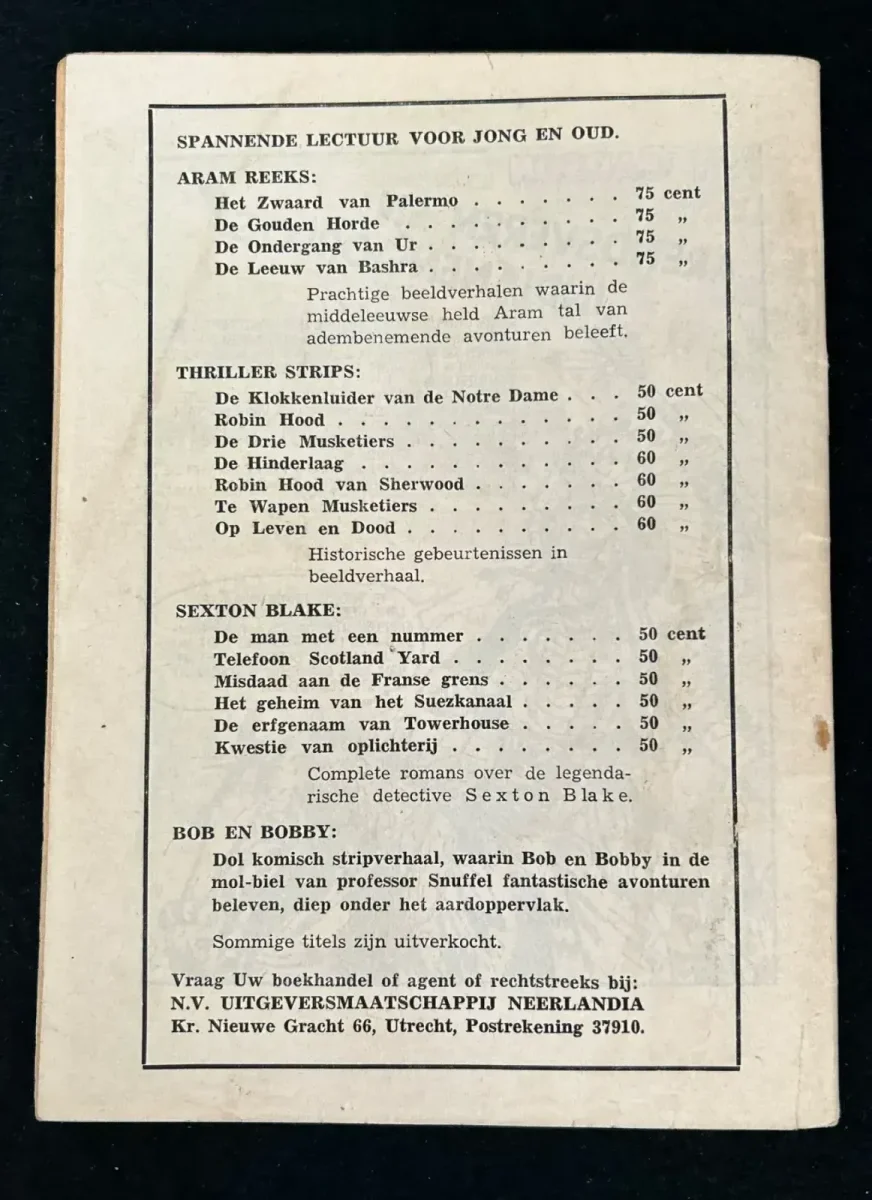 SPANNENDE LECTUUR VOOR JONG EN OUD.
ARAM REEKS:
Het Zwaard van Palermo . . . . . . . 75 cent
De Gouden Horde . . . . . . . . . . 75 „
De Ondergang van Ur . . . . . . . . . 75 „
De Leeuw van Bashra . . . . . . . . . 75 „
Prachtige beeldverhalen waarin de
middeleeuwse held Aram tal van
adembenemende avonturen beleeft.
THRILLER STRIPS:
De Klokkenluider van de Notre Dame . . . 50 cent
Robin Hood . . . . . . . . . . . . . 50 „
De Drie Musketiers . . . . . . . . . . 50 „
De Hinderlaag . . . . . . . . . . . . 60 „
Robin Hood van Sherwood . . . . . . . 60 „
Te Wapen Musketiers . . . . . . . . . 60 „
Op Leven en Dood . . . . . . . . . . 60 „
Historische gebeurtenissen in
beeldverhaal.
SEXTON BLAKE:
De man met een nummer . . . . . . . 50 cent
Telefoon Scotland Yard . . . . . . . . 50 „
Misdaad aan de Franse grens . . . . . . 50 „
Het geheim van het Suezkanaal . . . . . 50 „
De erfgenaam van Towerhouse . . . . . 50 „
Kwestie van oplichterij . . . . . . . . 50 „
Complete romans over de legenda-
rische detective Sexton Blake.
BOB EN BOBBY:
Dol komisch stripverhaal, waarin Bob en Bobby in de
mol-biel van professor Snuffel fantastische avonturen
beleven, diep onder het aardoppervlak.
Sommige titels zijn uitverkocht.
Vraag Uw boekhandel of agent of rechtstreeks bij:
N.V. UITGEVERSMAATSCHAPPIJ NEERLANDIA
Kr. Nieuwe Gracht 66, Utrecht, Postrekening 37910.